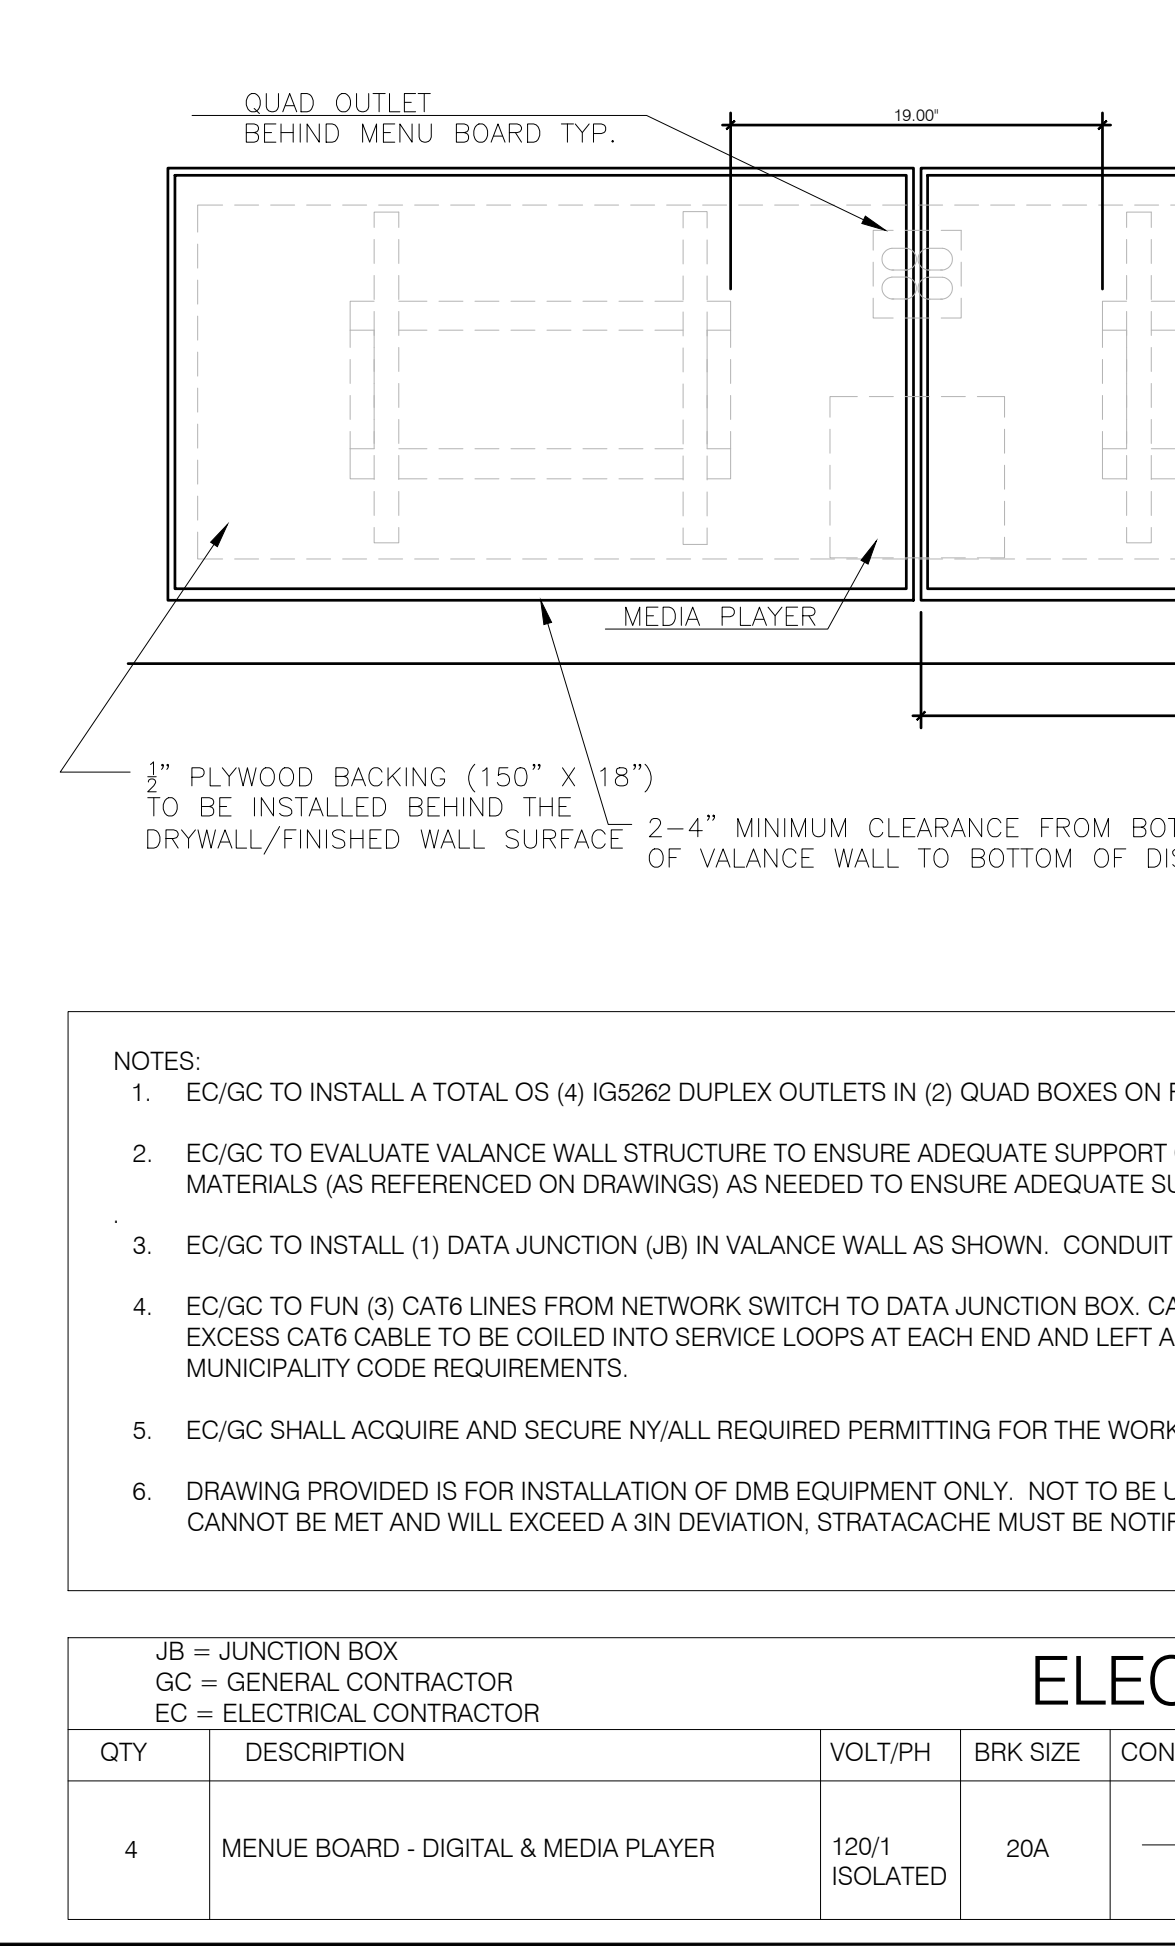 QUAD OUTLET
BEHIND MENU BOARD TYP.
19.00"
MEDIA PLAYER
½" PLYWOOD BACKING (150" X 18")
TO BE INSTALLED BEHIND THE
DRYWALL/FINISHED WALL SURFACE
2-4" MINIMUM CLEARANCE FROM
OF VALANCE WALL TO BOTTOM OF
NOTES:
1. EC/GC TO INSTALL A TOTAL OS (4) IG5262 DUPLEX OUTLETS IN (2) QUAD BOXES ON
2. EC/GC TO EVALUATE VALANCE WALL STRUCTURE TO ENSURE ADEQUATE SUPPORT
MATERIALS (AS REFERENCED ON DRAWINGS) AS NEEDED TO ENSURE ADEQUATE
.
3. EC/GC TO INSTALL (1) DATA JUNCTION (JB) IN VALANCE WALL AS SHOWN. CONDUIT
4. EC/GC TO FUN (3) CAT6 LINES FROM NETWORK SWITCH TO DATA JUNCTION BOX.
EXCESS CAT6 CABLE TO BE COILED INTO SERVICE LOOPS AT EACH END AND LEFT
MUNICIPALITY CODE REQUIREMENTS.
5. EC/GC SHALL ACQUIRE AND SECURE NY/ALL REQUIRED PERMITTING FOR THE WORK
6. DRAWING PROVIDED IS FOR INSTALLATION OF DMB EQUIPMENT ONLY. NOT TO BE
CANNOT BE MET AND WILL EXCEED A 3IN DEVIATION, STRATACACHE MUST BE
JB = JUNCTION BOX
GC = GENERAL CONTRACTOR
EC = ELECTRICAL CONTRACTOR
QTY DESCRIPTION VOLT/PH BRK SIZE
4 MENUE BOARD - DIGITAL & MEDIA PLAYER 120/1 20A
ISOLATED